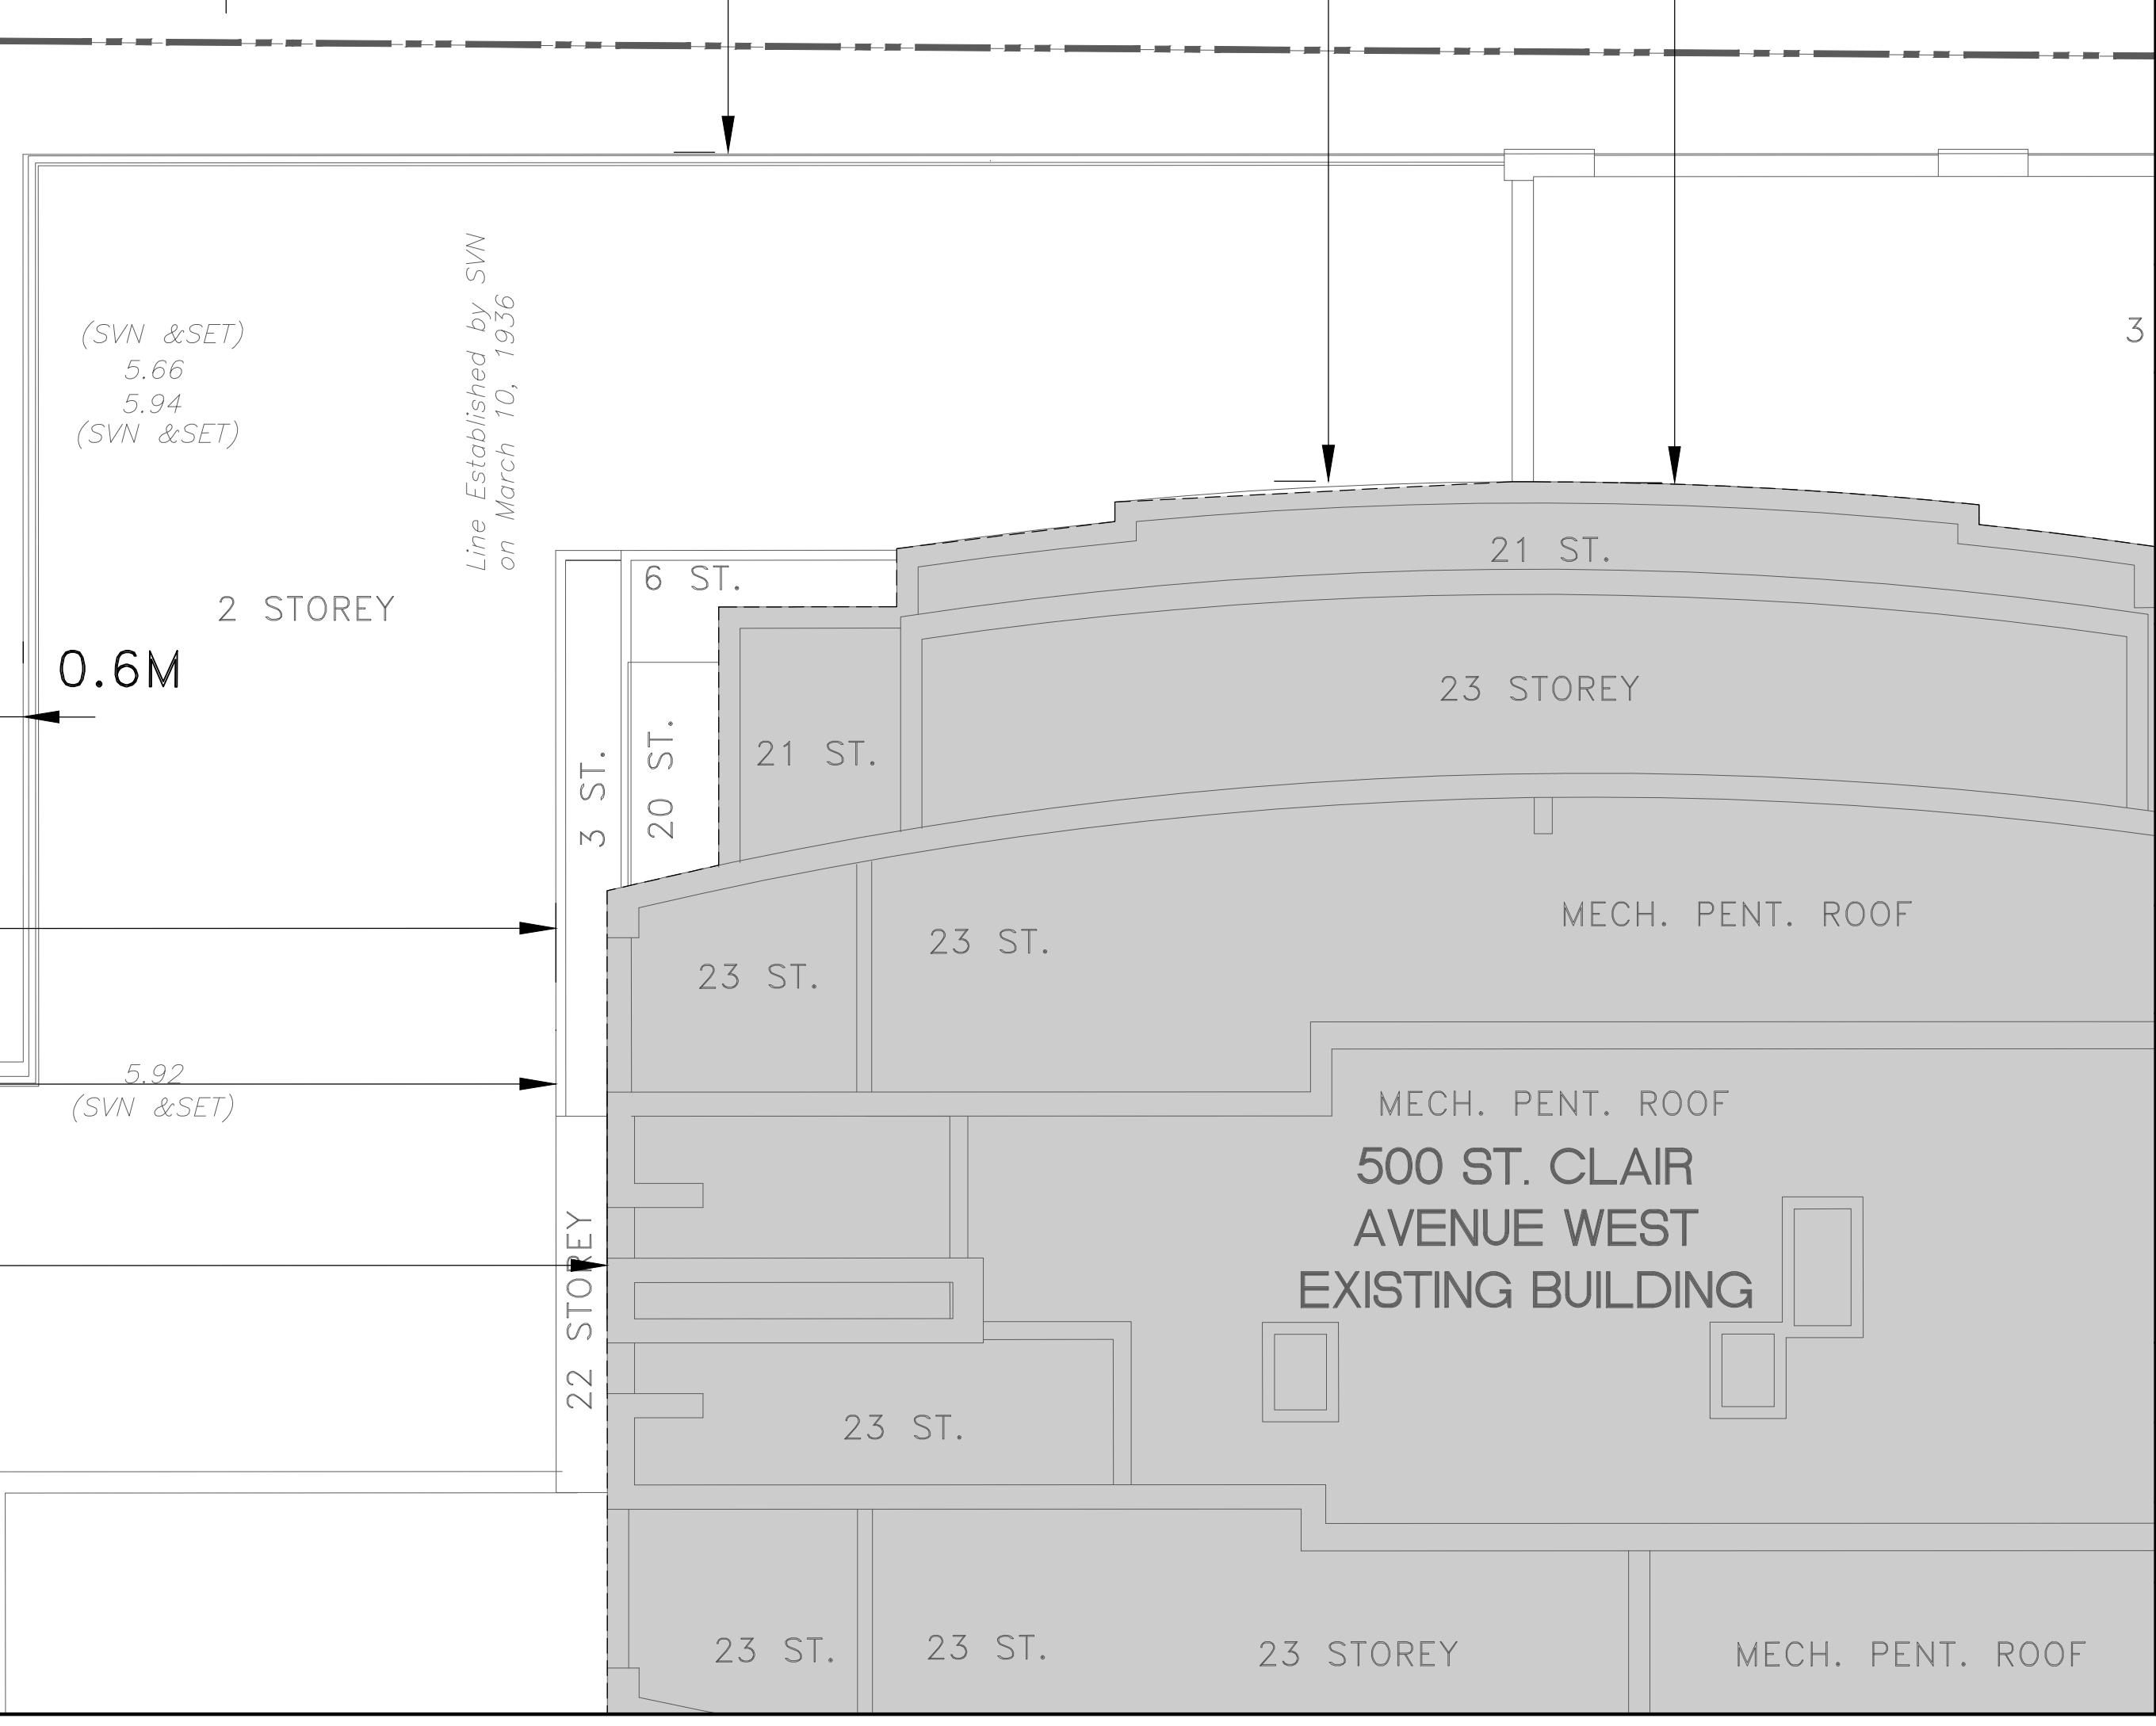 (SVN &SET)
5.66
5.94
(SVN &SET)
Line Established by SVN
on March 10, 1936
3
2 STOREY
0.6M
6 ST.
21 ST.
23 STOREY
21 ST.
3 ST.
20 ST.
MECH. PENT. ROOF
23 ST.
23 ST.
5.92
(SVN &SET)
MECH. PENT. ROOF
500 ST. CLAIR
AVENUE WEST
EXISTING BUILDING
22 STOREY
23 ST.
23 ST.
23 ST.
23 STOREY
MECH. PENT. ROOF